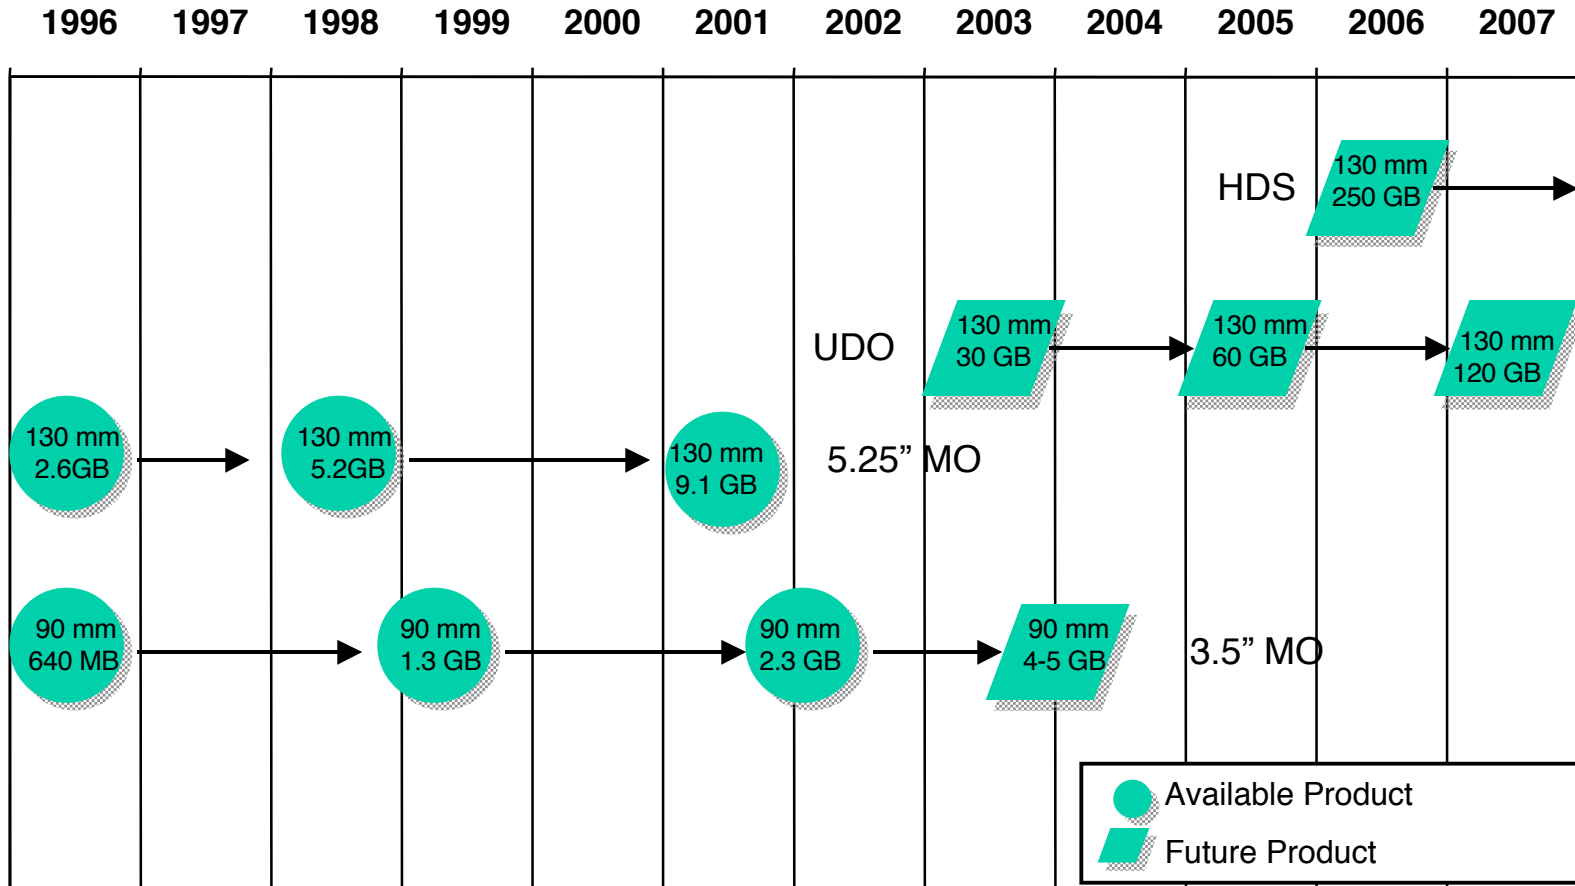 1996 1997 1998 1999 2000 2001 2002 2003 2004 2005 2006 2007
HDS
130 mm
250 GB
UDO
130 mm
30 GB
130 mm
60 GB
130 mm
120 GB
130 mm
2.6GB
130 mm
5.2GB
130 mm
9.1 GB
5.25” MO
90 mm
640 MB
90 mm
1.3 GB
90 mm
2.3 GB
90 mm
4-5 GB
3.5” MO
Available Product
Future Product